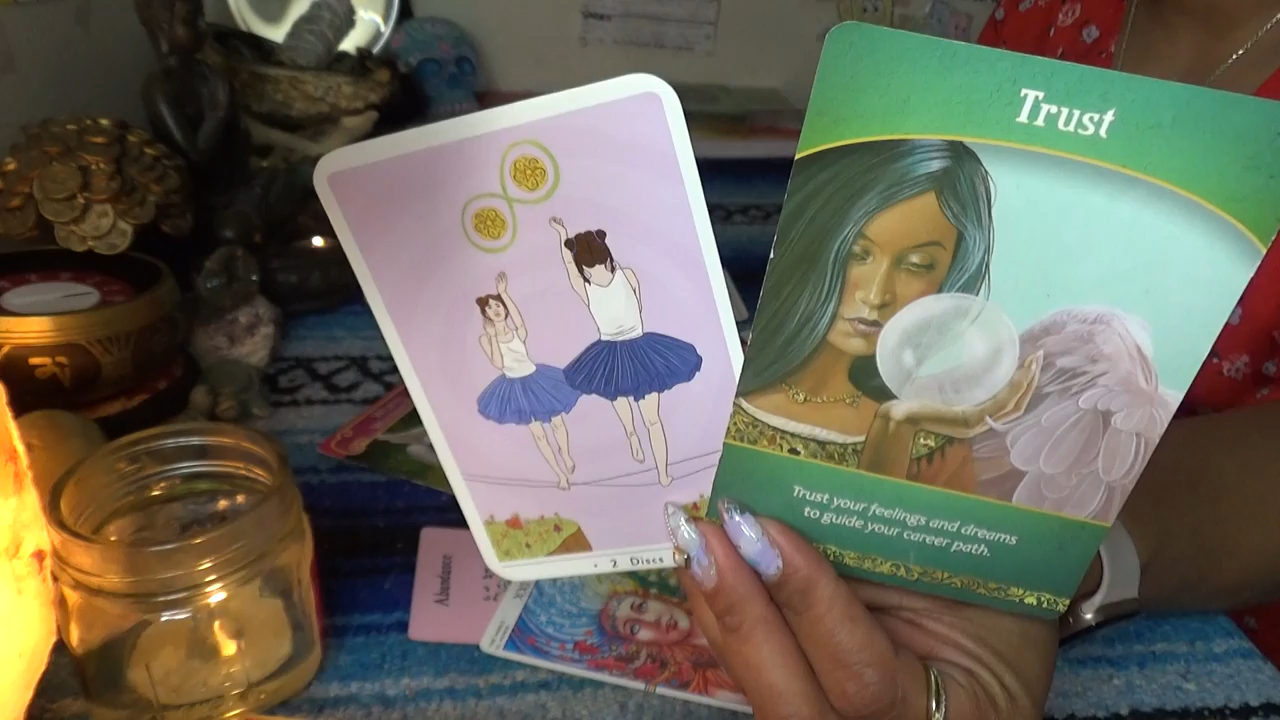 Trust
Trust your feelings and dreams
to guide your career path.
2 Discs
Abundance